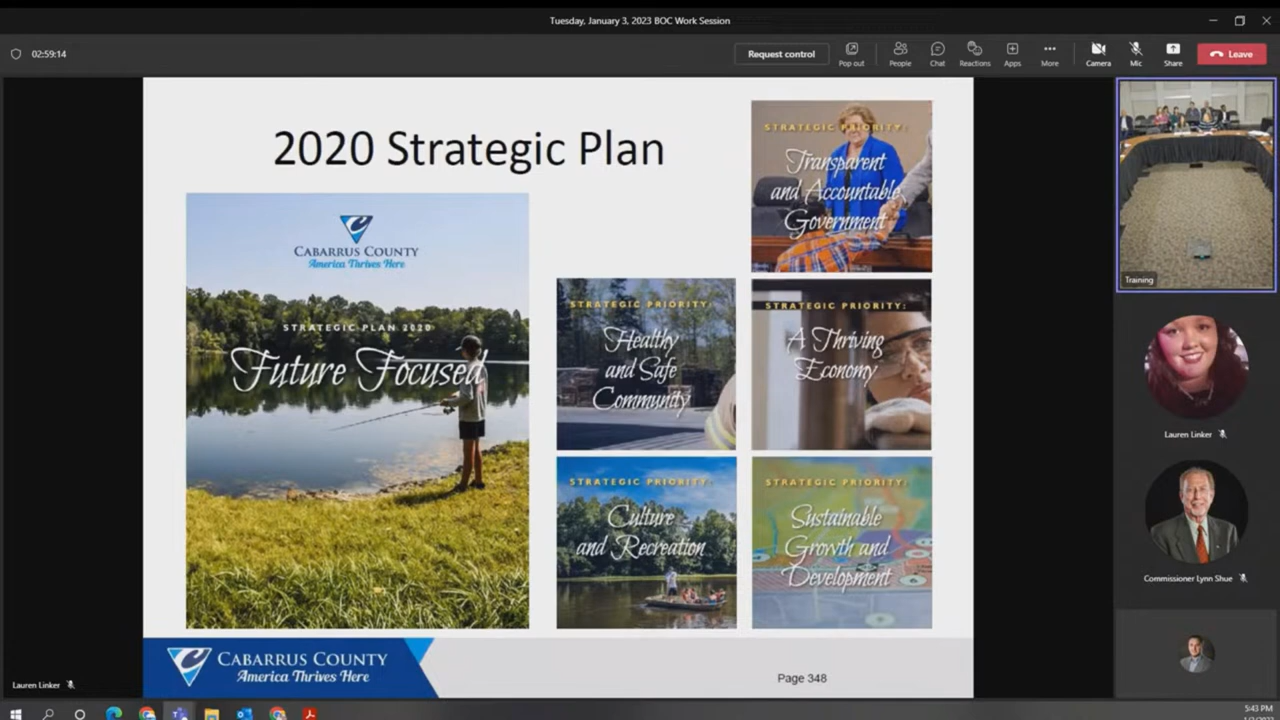 Tuesday, January 3, 2023 BOC Work Session
02:59:14
Request control
Pop out
People
Chat
Reactions
Apps
More
Camera
Mic
Share
Leave
2020 Strategic Plan
CABARRUS COUNTY
America Thrives Here
STRATEGIC PLAN 2020
Future Focused
STRATEGIC PRIORITY:
Transparent
and Accountable
Government
STRATEGIC PRIORITY:
Healthy
and Safe
Community
STRATEGIC PRIORITY:
A Thriving
Economy
STRATEGIC PRIORITY:
Culture
and Recreation
STRATEGIC PRIORITY:
Sustainable
Growth and
Development
CABARRUS COUNTY
America Thrives Here
Page 348
Training
Lauren Linker
Commissioner Lynn Shue
Lauren Linker
5:43 PM